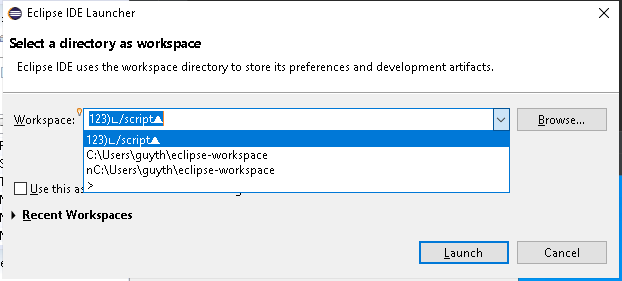 Eclipse IDE Launcher
Select a directory as workspace
Eclipse IDE uses the workspace directory to store its preferences and development artifacts.
Workspace: 123)ㄴ/script▲ Browse...
123)ㄴ/script▲
C:\Users\guyth\eclipse-workspace
nC:\Users\guyth\eclipse-workspace
>
Use this as
Recent Workspaces
Launch Cancel